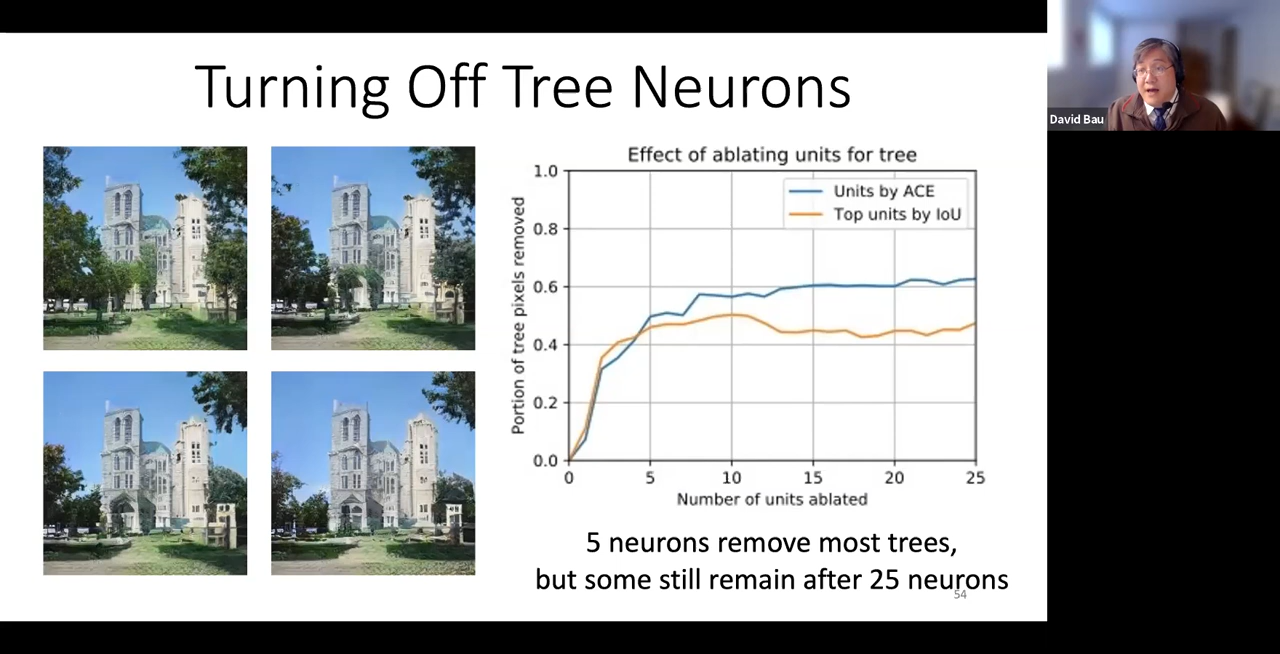 Turning Off Tree Neurons
David Bau
Effect of ablating units for tree
Units by ACE
Top units by IoU
Portion of tree pixels removed
1.0
0.8
0.6
0.4
0.2
0.0
0 5 10 15 20 25
Number of units ablated
5 neurons remove most trees,
but some still remain after 25 neurons
54